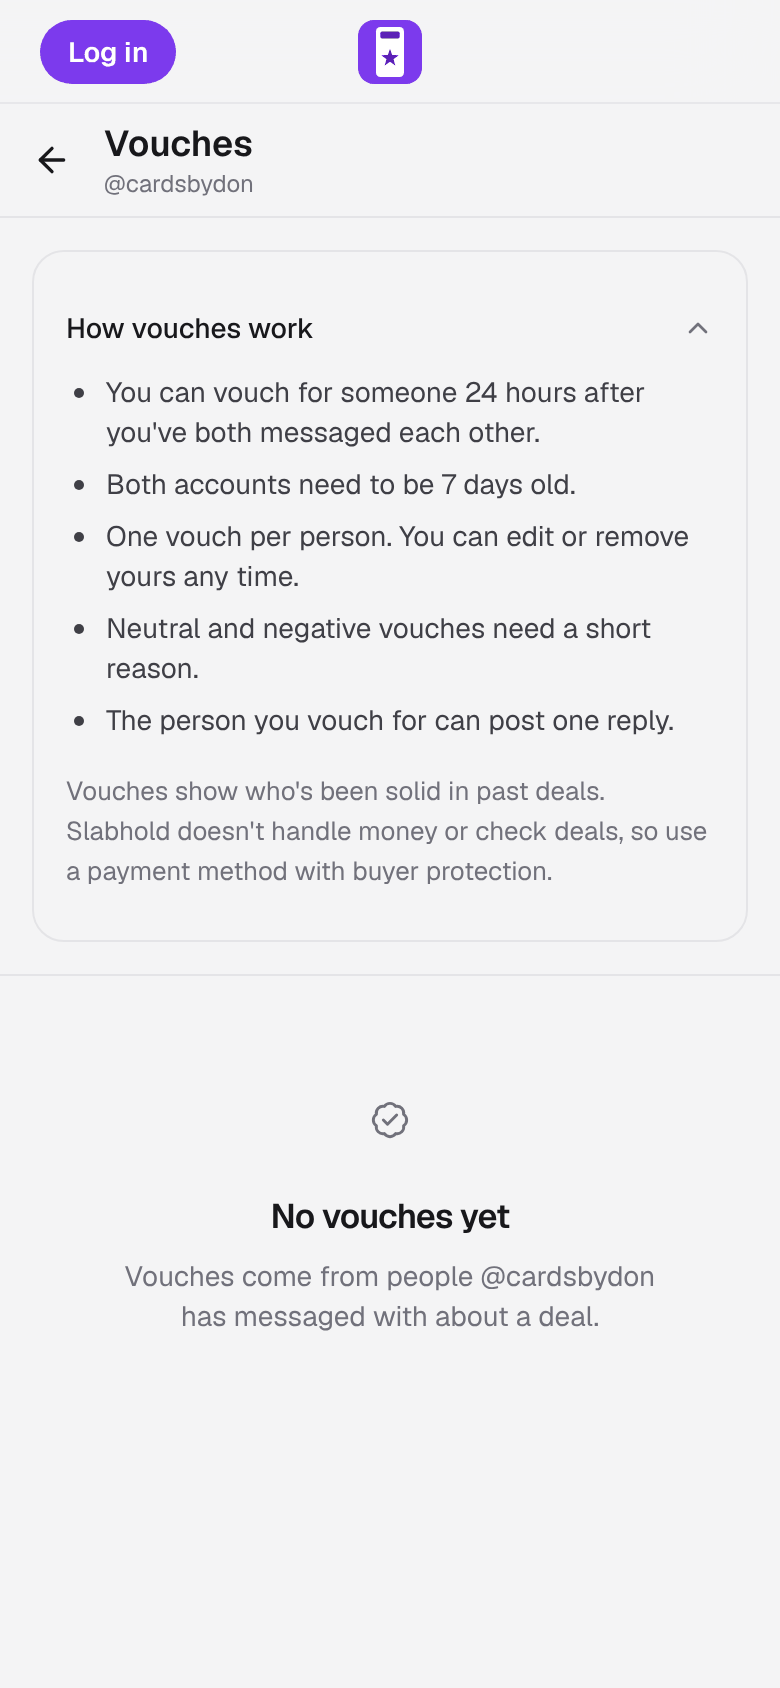 Log in
Vouches
@cardsbydon
How vouches work
You can vouch for someone 24 hours after
you've both messaged each other.
Both accounts need to be 7 days old.
One vouch per person. You can edit or remove
yours any time.
Neutral and negative vouches need a short
reason.
The person you vouch for can post one reply.
Vouches show who's been solid in past deals.
Slabhold doesn't handle money or check deals, so use
a payment method with buyer protection.
No vouches yet
Vouches come from people @cardsbydon
has messaged with about a deal.